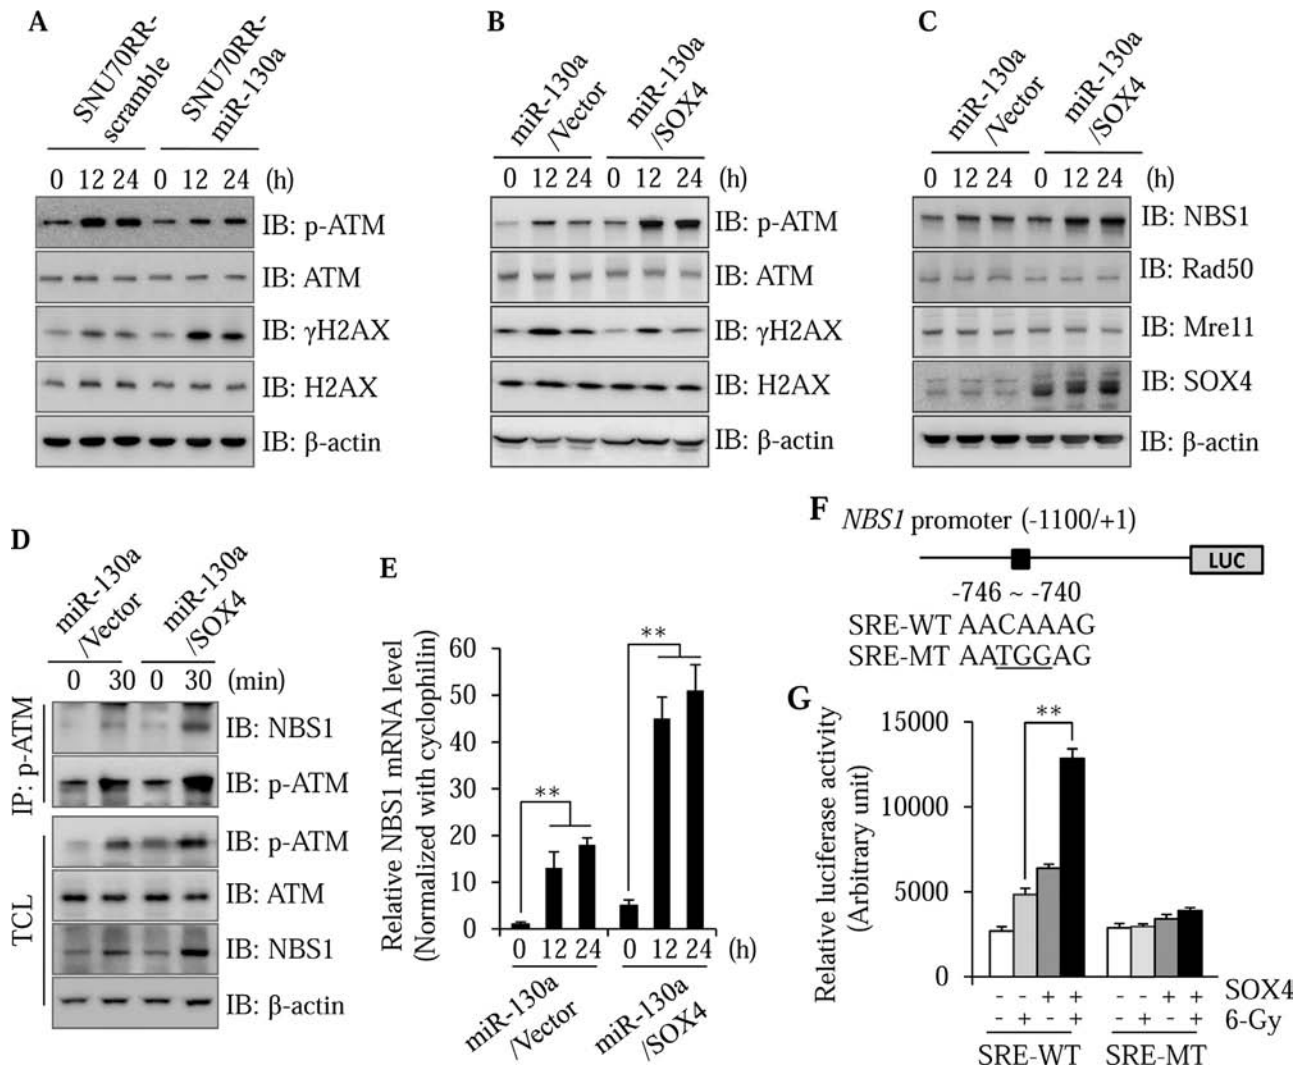 A
SNU70RR-
scramble
SNU70RR-
miR-130a
0 12 24 0 12 24 (h)
IB: p-ATM
IB: ATM
IB: γH2AX
IB: H2AX
IB: β-actin
B
miR-130a
/Vector
miR-130a
/SOX4
0 12 24 0 12 24 (h)
IB: p-ATM
IB: ATM
IB: γH2AX
IB: H2AX
IB: β-actin
C
miR-130a
/Vector
miR-130a
/SOX4
0 12 24 0 12 24 (h)
IB: NBS1
IB: Rad50
IB: Mre11
IB: SOX4
IB: β-actin
D
miR-130a
/Vector
miR-130a
/SOX4
0 30 0 30 (min)
IP: p-ATM
IB: NBS1
IB: p-ATM
TCL
IB: p-ATM
IB: ATM
IB: NBS1
IB: β-actin
E
Relative NBS1 mRNA level
(Normalized with cyclophilin)
60
50
40
30
20
10
0
**
**
0 12 24 0 12 24 (h)
miR-130a
/Vector
miR-130a
/SOX4
F
NBS1 promoter (-1100/+1)
LUC
-746 ~ -740
SRE-WT AACAAAG
SRE-MT AATGGAG
G
Relative luciferase activity
(Arbitrary unit)
15000
10000
5000
0
**
- - + + - - + + SOX4
- + - + - + - + 6-Gy
SRE-WT SRE-MT